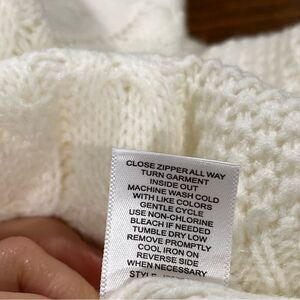 CLOSE ZIPPER ALL WAY
TURN GARMENT
INSIDE OUT
MACHINE WASH COLD
WITH LIKE COLORS
GENTLE CYCLE
USE NON-CHLORINE
BLEACH IF NEEDED
TUMBLE DRY LOW
REMOVE PROMPTLY
COOL IRON ON
REVERSE SIDE
WHEN NECESSARY